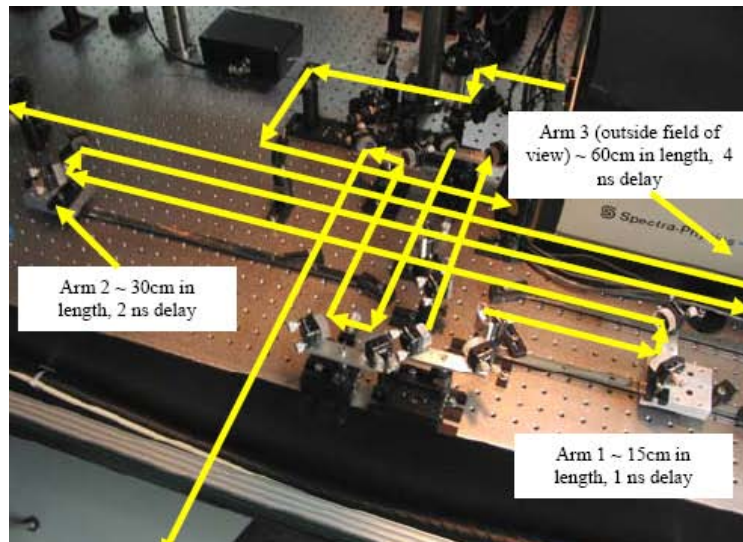 Arm 3 (outside field of
view) ~ 60cm in length, 4
ns delay
Spectra-Physics
Arm 2 ~ 30cm in
length, 2 ns delay
Arm 1 ~ 15cm in
length, 1 ns delay